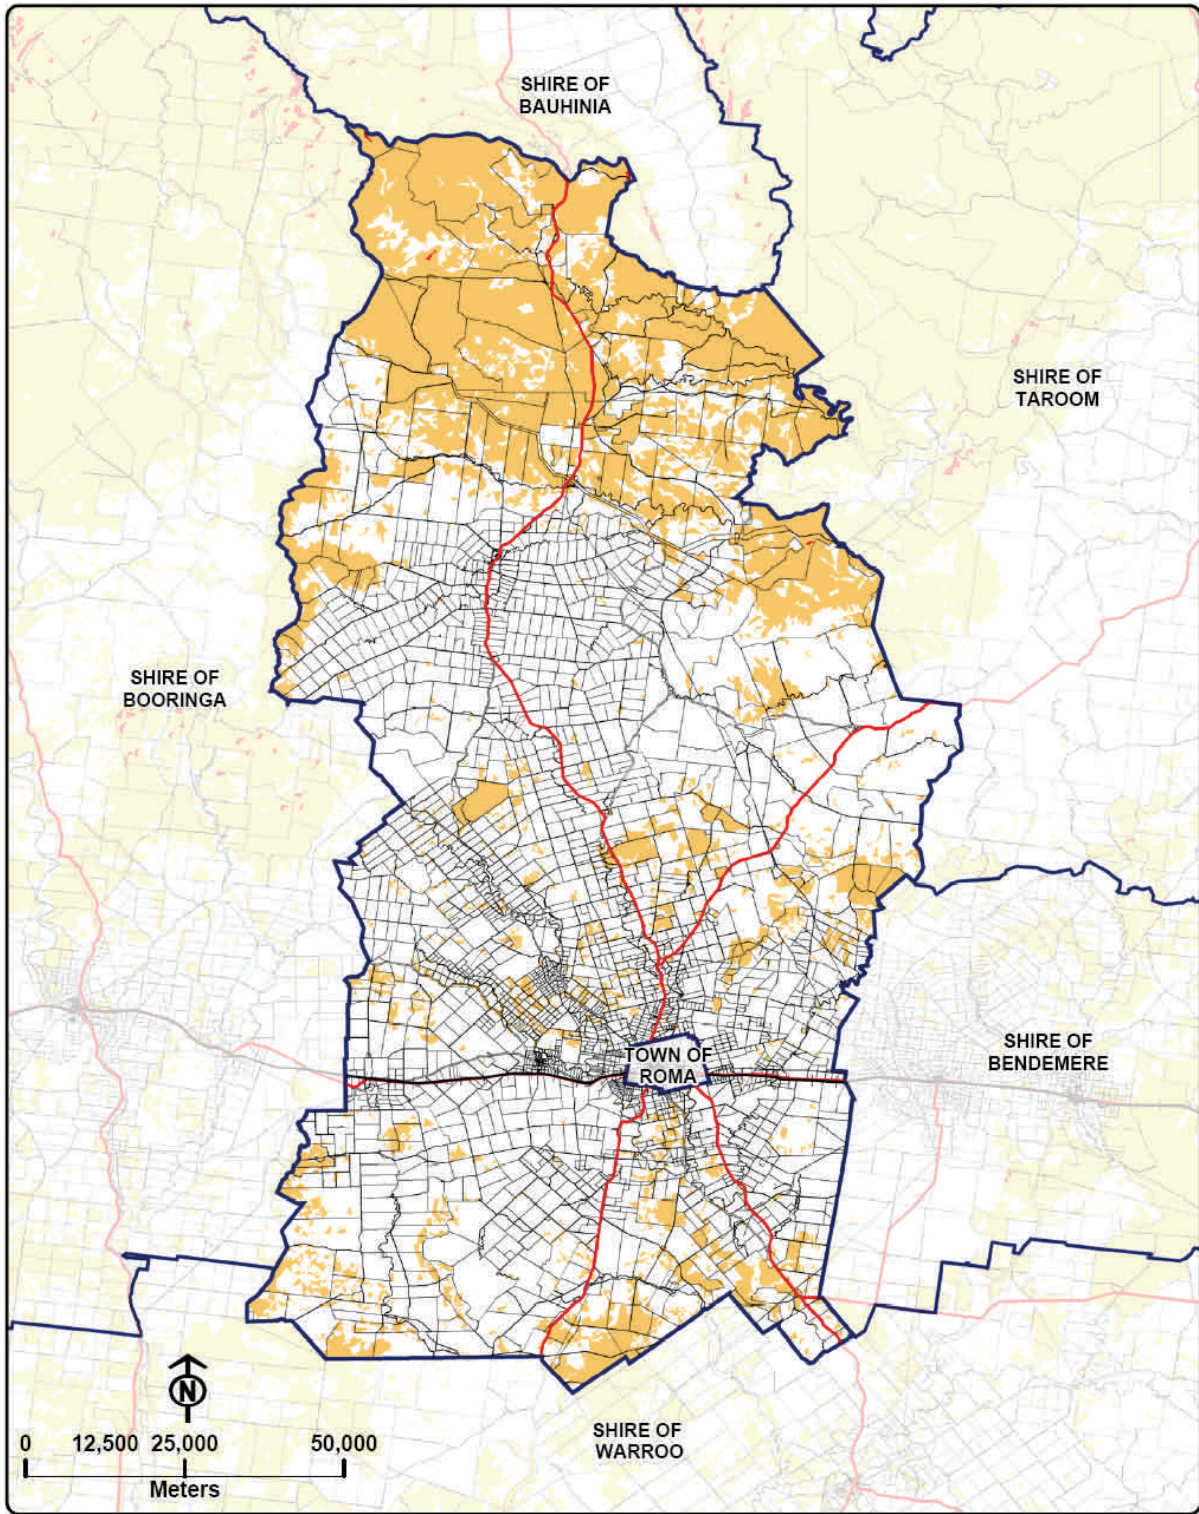 SHIRE OF
BAUHINIA
SHIRE OF
TAROOM
SHIRE OF
BOORINGA
SHIRE OF
BENDEMERE
TOWN OF
ROMA
N
0 12,500 25,000 50,000
Meters
SHIRE OF
WARROO